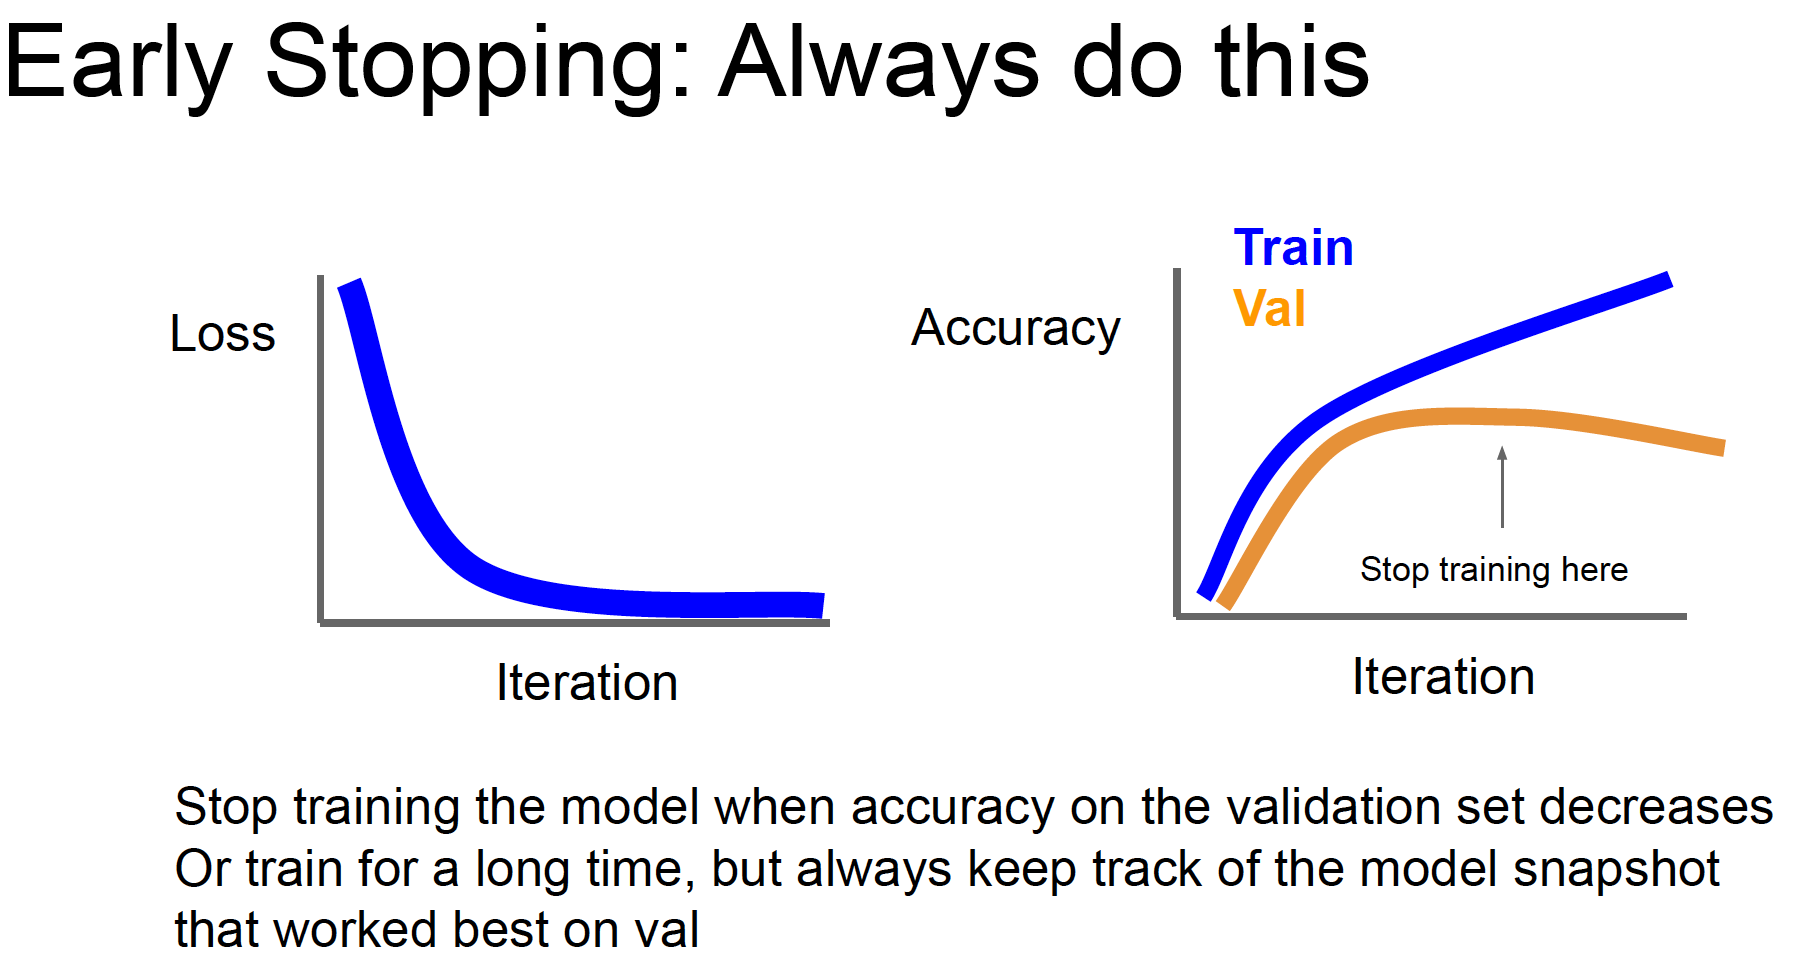 Early Stopping: Always do this
Loss
Iteration
Accuracy
Train
Val
Stop training here
Iteration
Stop training the model when accuracy on the validation set decreases
Or train for a long time, but always keep track of the model snapshot
that worked best on val